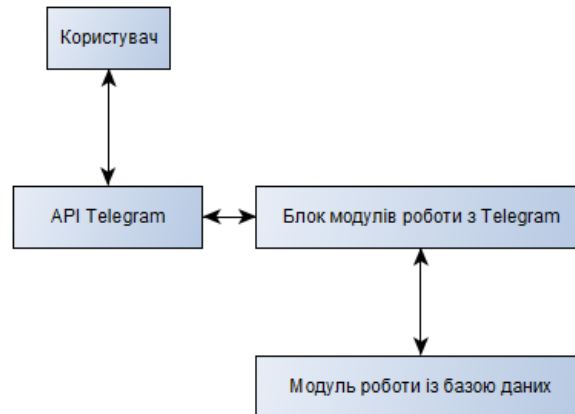 Користувач
API Telegram
Блок модулів роботи з Telegram
Модуль роботи із базою даних